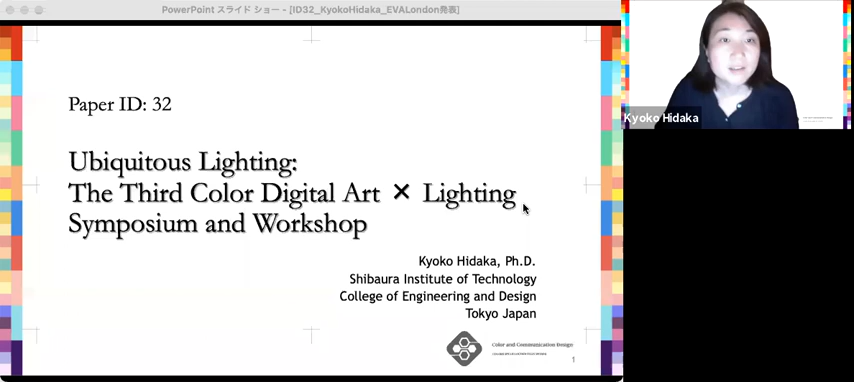 PowerPoint スライド ショー - [ID32_KyokoHidaka_EVALondon発表]
Paper ID: 32
Ubiquitous Lighting:
The Third Color Digital Art × Lighting
Symposium and Workshop
Kyoko Hidaka, Ph.D.
Shibaura Institute of Technology
College of Engineering and Design
Tokyo Japan
Color and Communication Design
1
Kyoko Hidaka